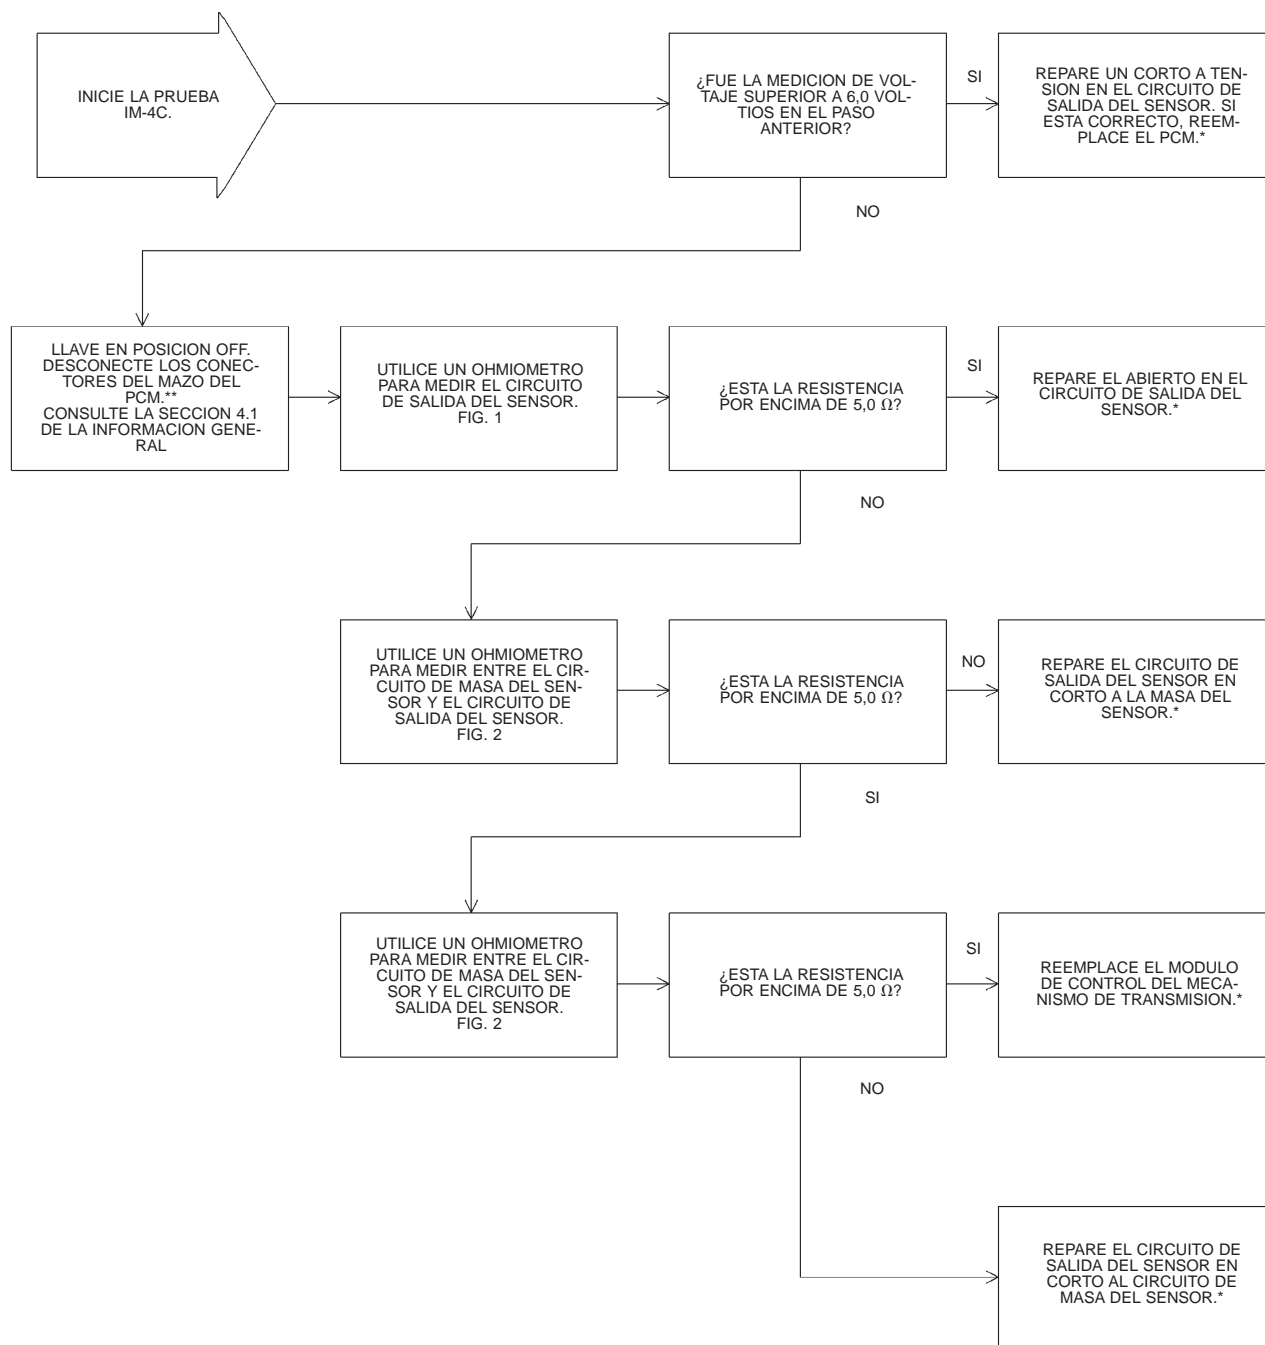 INICIE LA PRUEBA
IM-4C.
¿FUE LA MEDICION DE VOL-
TAJE SUPERIOR A 6,0 VOL-
TIOS EN EL PASO
ANTERIOR?
SI
REPARE UN CORTO A TEN-
SION EN EL CIRCUITO DE
SALIDA DEL SENSOR. SI
ESTA CORRECTO, REEM-
PLACE EL PCM.*
NO
LLAVE EN POSICION OFF.
DESCONECTE LOS CONEC-
TORES DEL MAZO DEL
PCM.**
CONSULTE LA SECCION 4.1
DE LA INFORMACION GENE-
RAL
UTILICE UN OHMIOMETRO
PARA MEDIR EL CIRCUITO
DE SALIDA DEL SENSOR.
FIG. 1
¿ESTA LA RESISTENCIA
POR ENCIMA DE 5,0 Ω?
SI
REPARE EL ABIERTO EN EL
CIRCUITO DE SALIDA DEL
SENSOR.*
NO
UTILICE UN OHMIOMETRO
PARA MEDIR ENTRE EL CIR-
CUITO DE MASA DEL SEN-
SOR Y EL CIRCUITO DE
SALIDA DEL SENSOR.
FIG. 2
¿ESTA LA RESISTENCIA
POR ENCIMA DE 5,0 Ω?
NO
REPARE EL CIRCUITO DE
SALIDA DEL SENSOR EN
CORTO A LA MASA DEL
SENSOR.*
SI
UTILICE UN OHMIOMETRO
PARA MEDIR ENTRE EL CIR-
CUITO DE MASA DEL SEN-
SOR Y EL CIRCUITO DE
SALIDA DEL SENSOR.
FIG. 2
¿ESTA LA RESISTENCIA
POR ENCIMA DE 5,0 Ω?
SI
REEMPLACE EL MODULO
DE CONTROL DEL MECA-
NISMO DE TRANSMISION.*
NO
REPARE EL CIRCUITO DE
SALIDA DEL SENSOR EN
CORTO AL CIRCUITO DE
MASA DEL SENSOR.*